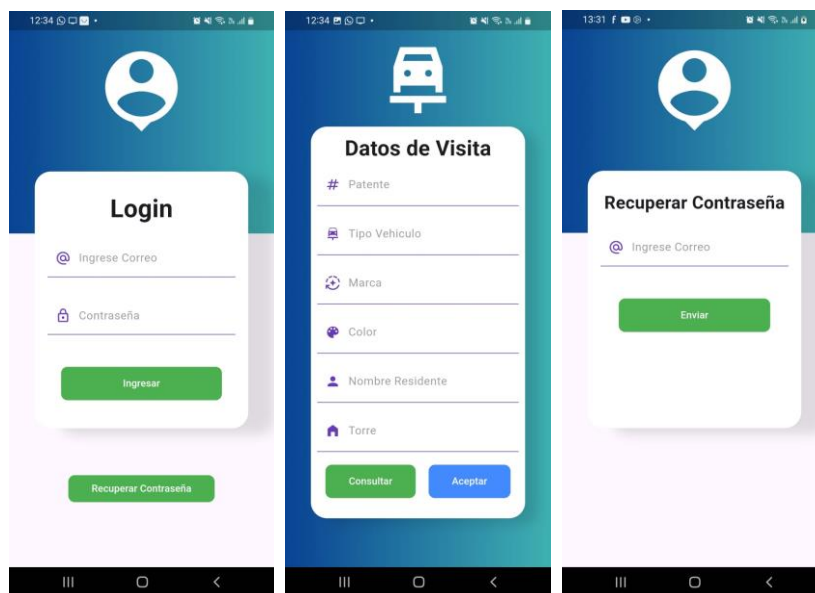 12:34
Login
Ingrese Correo
Contraseña
Ingresar
Recuperar Contraseña
12:34
Datos de Visita
# Patente
Tipo Vehiculo
Marca
Color
Nombre Residente
Torre
Consultar Aceptar
13:31
Recuperar Contraseña
Ingrese Correo
Enviar